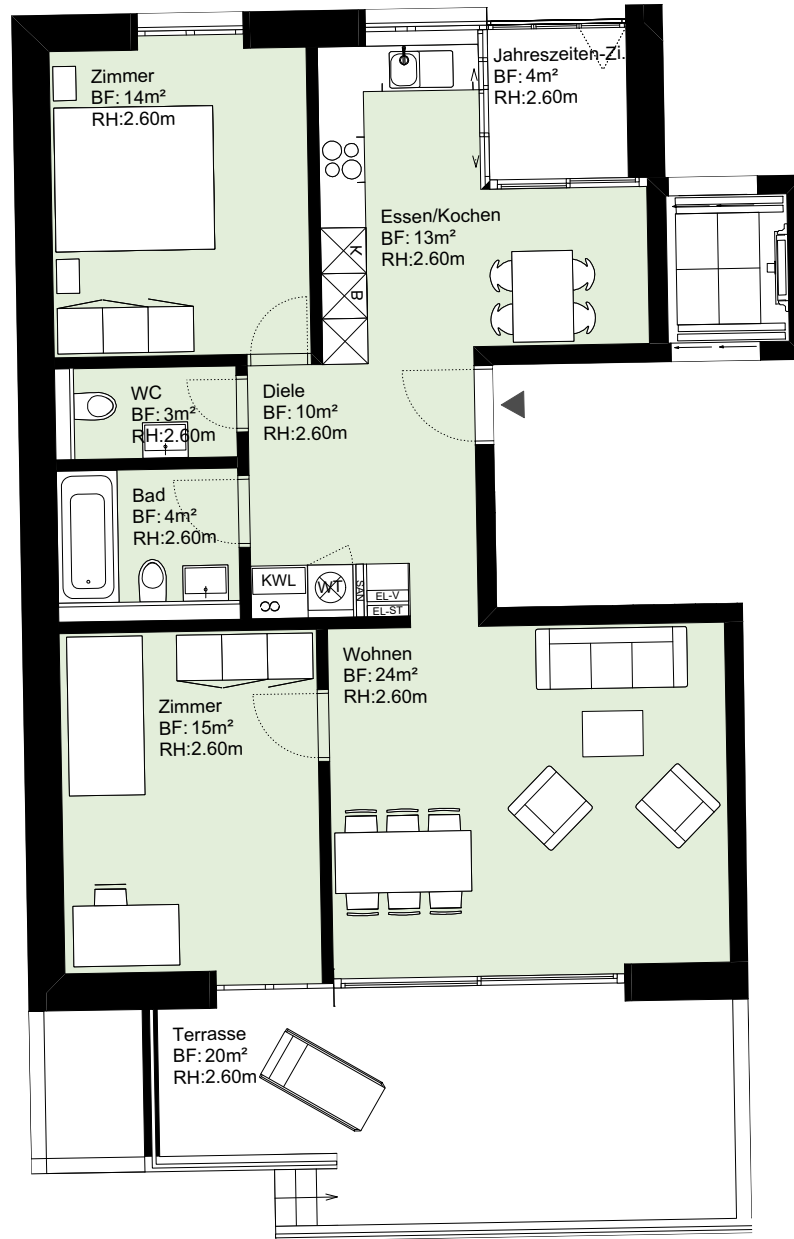 Zimmer
BF: 14m²
RH:2.60m
Jahreszeiten-Zi.
BF: 4m²
RH:2.60m
Essen/Kochen
BF: 13m²
RH:2.60m
K
B
WC
BF: 3m²
RH:2.60m
Diele
BF: 10m²
RH:2.60m
Bad
BF: 4m²
RH:2.60m
KWL
WT
SAN
EL-V
EL-ST
Wohnen
BF: 24m²
RH:2.60m
Zimmer
BF: 15m²
RH:2.60m
Terrasse
BF: 20m²
RH:2.60m